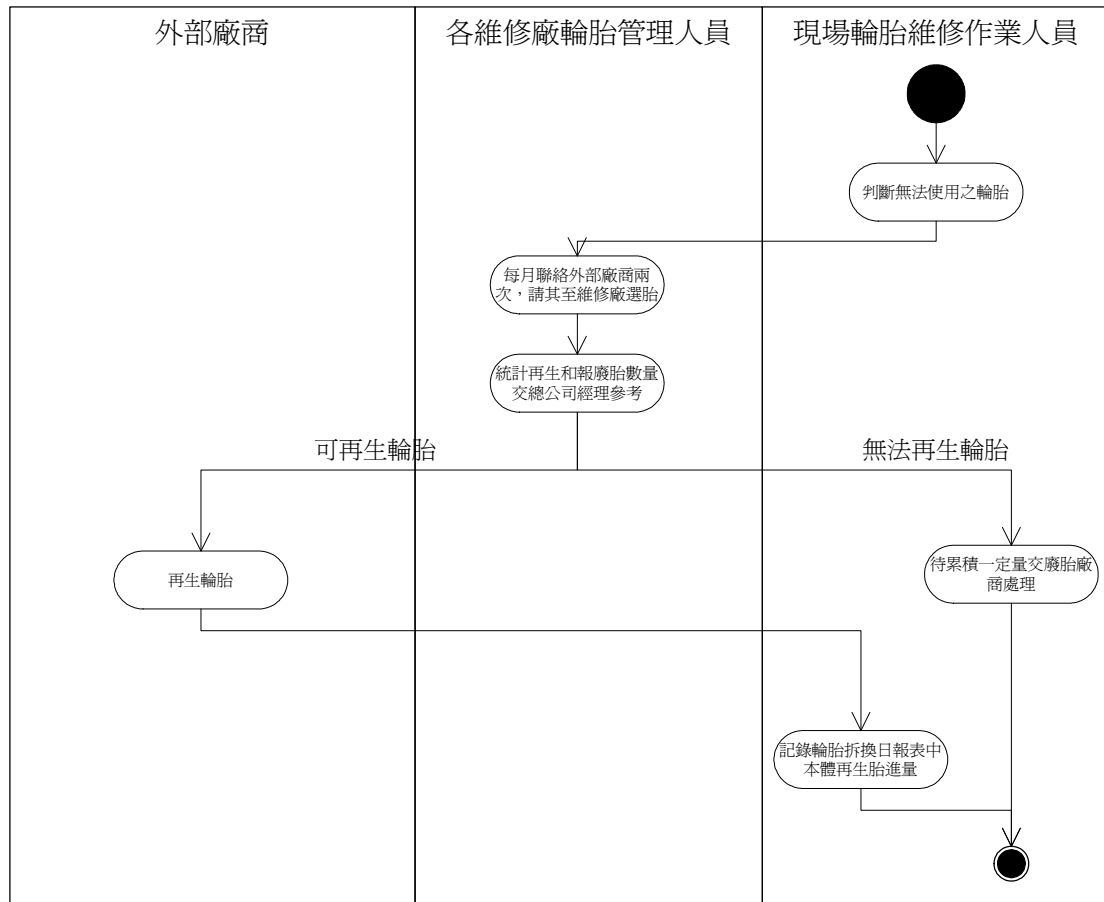 外部廠商
各維修廠輪胎管理人員
現場輪胎維修作業人員
判斷無法使用之輪胎
每月聯絡外部廠商兩
次，請其至維修廠選胎
統計再生和報廢胎數量
交總公司經理參考
可再生輪胎
無法再生輪胎
再生輪胎
待累積一定量交廢胎廠
商處理
記錄輪胎拆換日報表中
本體再生胎進量